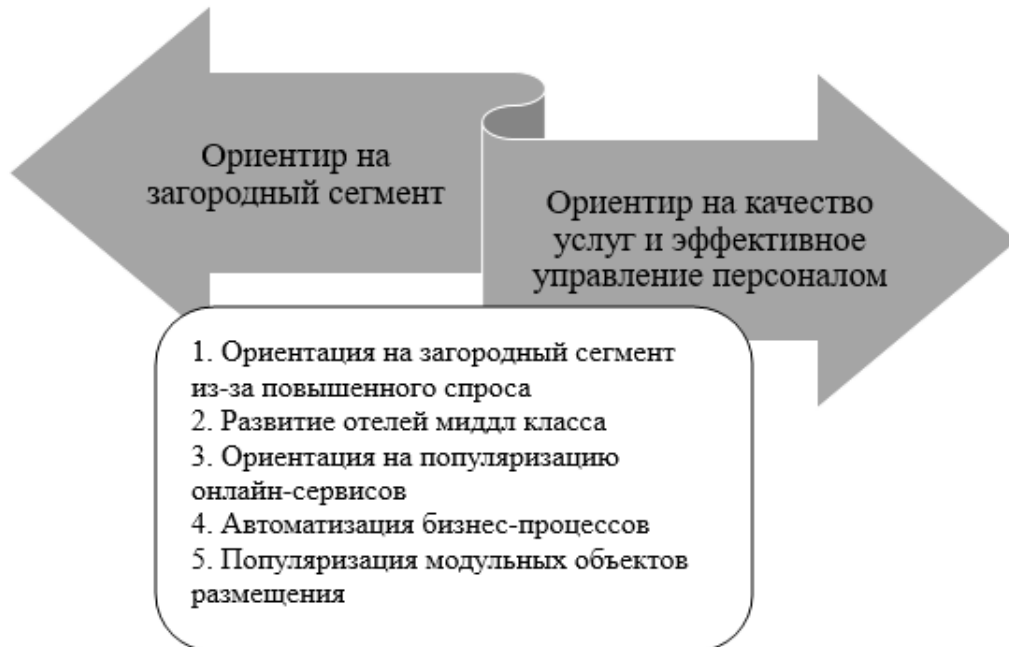 Ориентир на
загородный сегмент
Ориентир на качество
услуг и эффективное
управление персоналом
1. Ориентация на загородный сегмент
из-за повышенного спроса
2. Развитие отелей миддл класса
3. Ориентация на популяризацию
онлайн-сервисов
4. Автоматизация бизнес-процессов
5. Популяризация модульных объектов
размещения